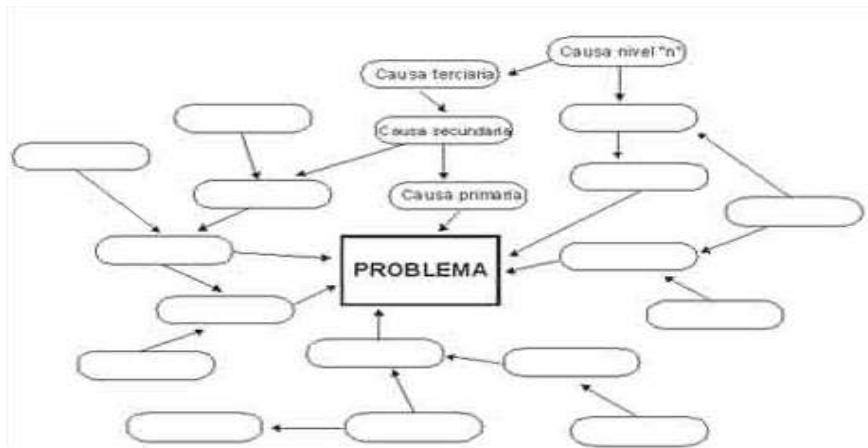 Causa nivel "n"
Causa terciaria
Causa secundaria
Causa primaria
PROBLEMA